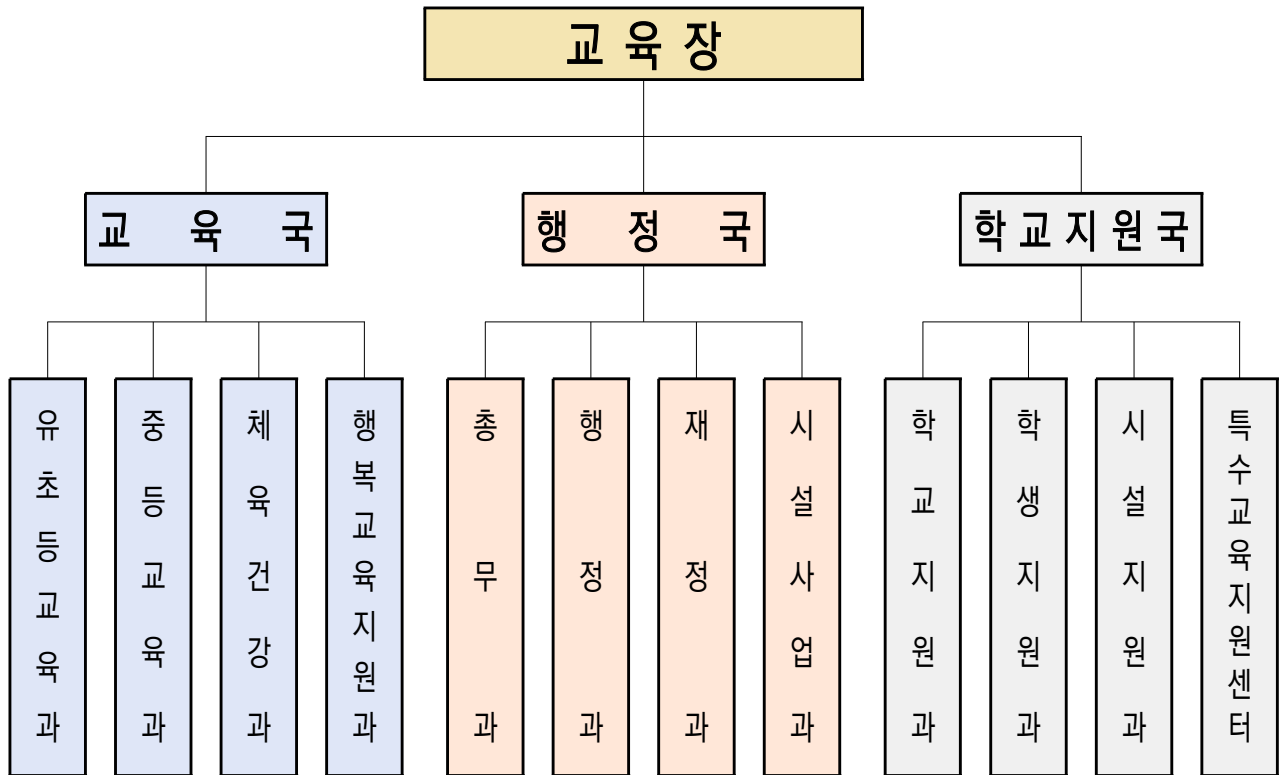 교육장
교육국
행정국
학교지원국
유초등교육과
중등교육과
체육건강과
행복교육지원과
총무과
행정과
재정과
시설사업과
학교지원과
학생지원과
시설지원과
특수교육지원센터